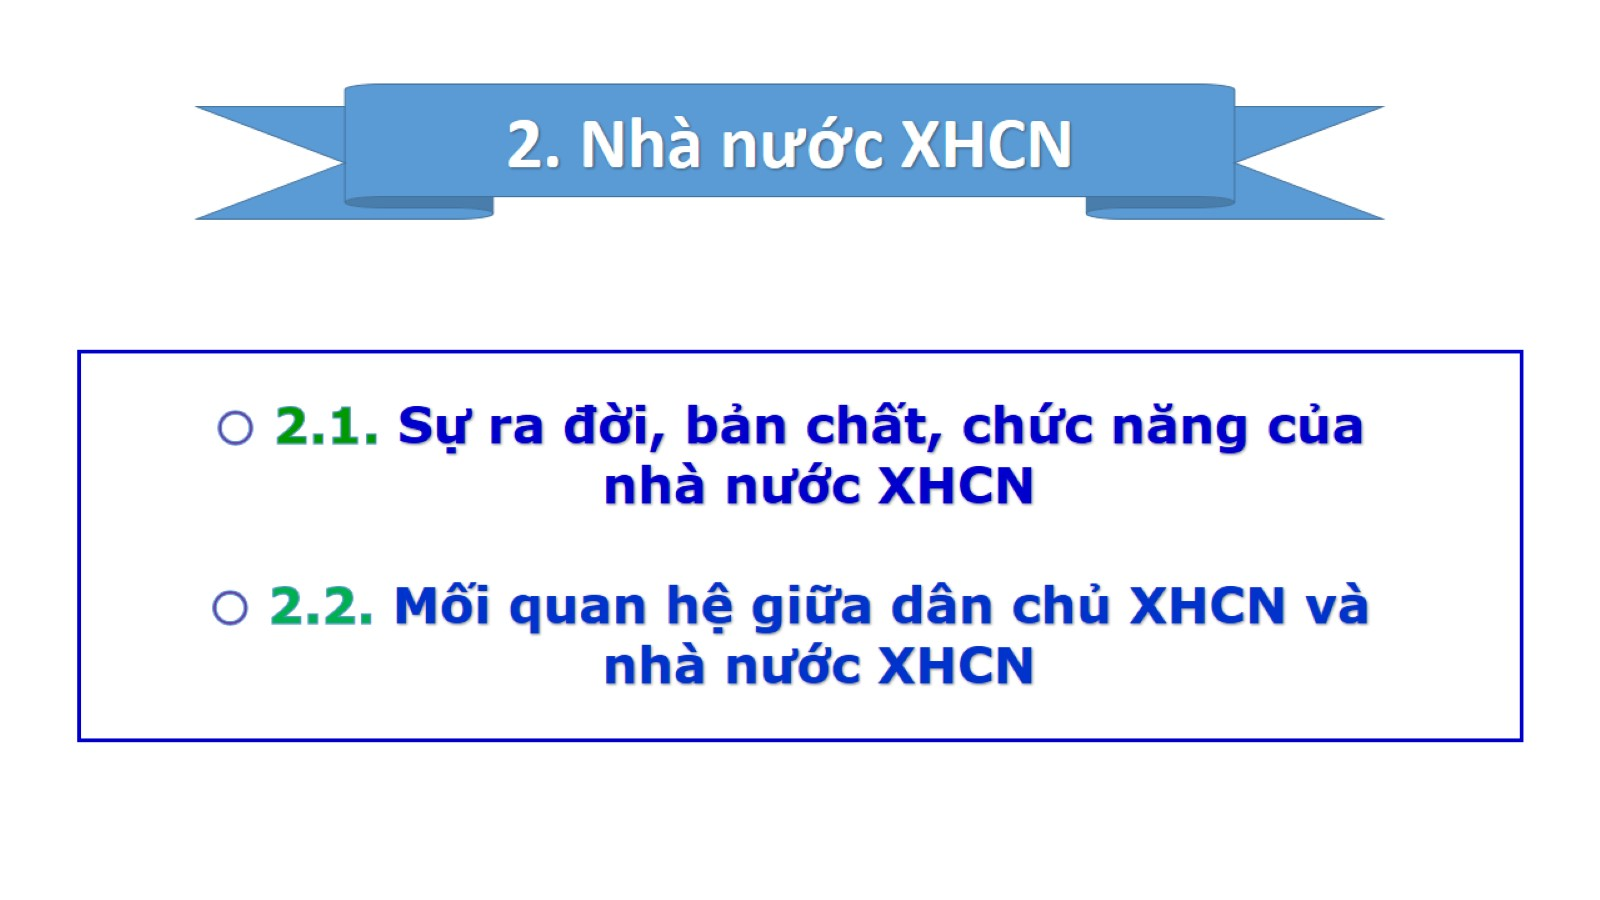 2. Nhà nước XHCN
2.1. Sự ra đời, bản chất, chức năng của
nhà nước XHCN
2.2. Mối quan hệ giữa dân chủ XHCN và
nhà nước XHCN